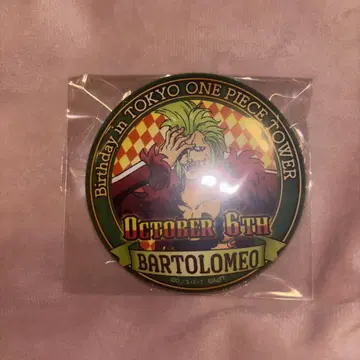 Birthday in TOKYO ONE PIECE TOWER
OCTOBER 6TH
BARTOLOMEO